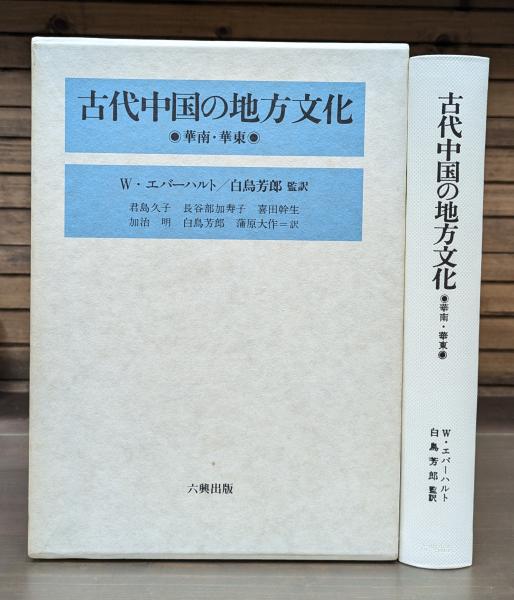 古代中国の地方文化
●華南・華東●
W・エバーハルト/白鳥芳郎 監訳
君島久子 長谷部加寿子 喜田幹生
加治 明 白鳥芳郎 蒲原大作=訳
六興出版
古代中国の地方文化
●華南・華東●
W・エバーハルト
白鳥芳郎 監訳